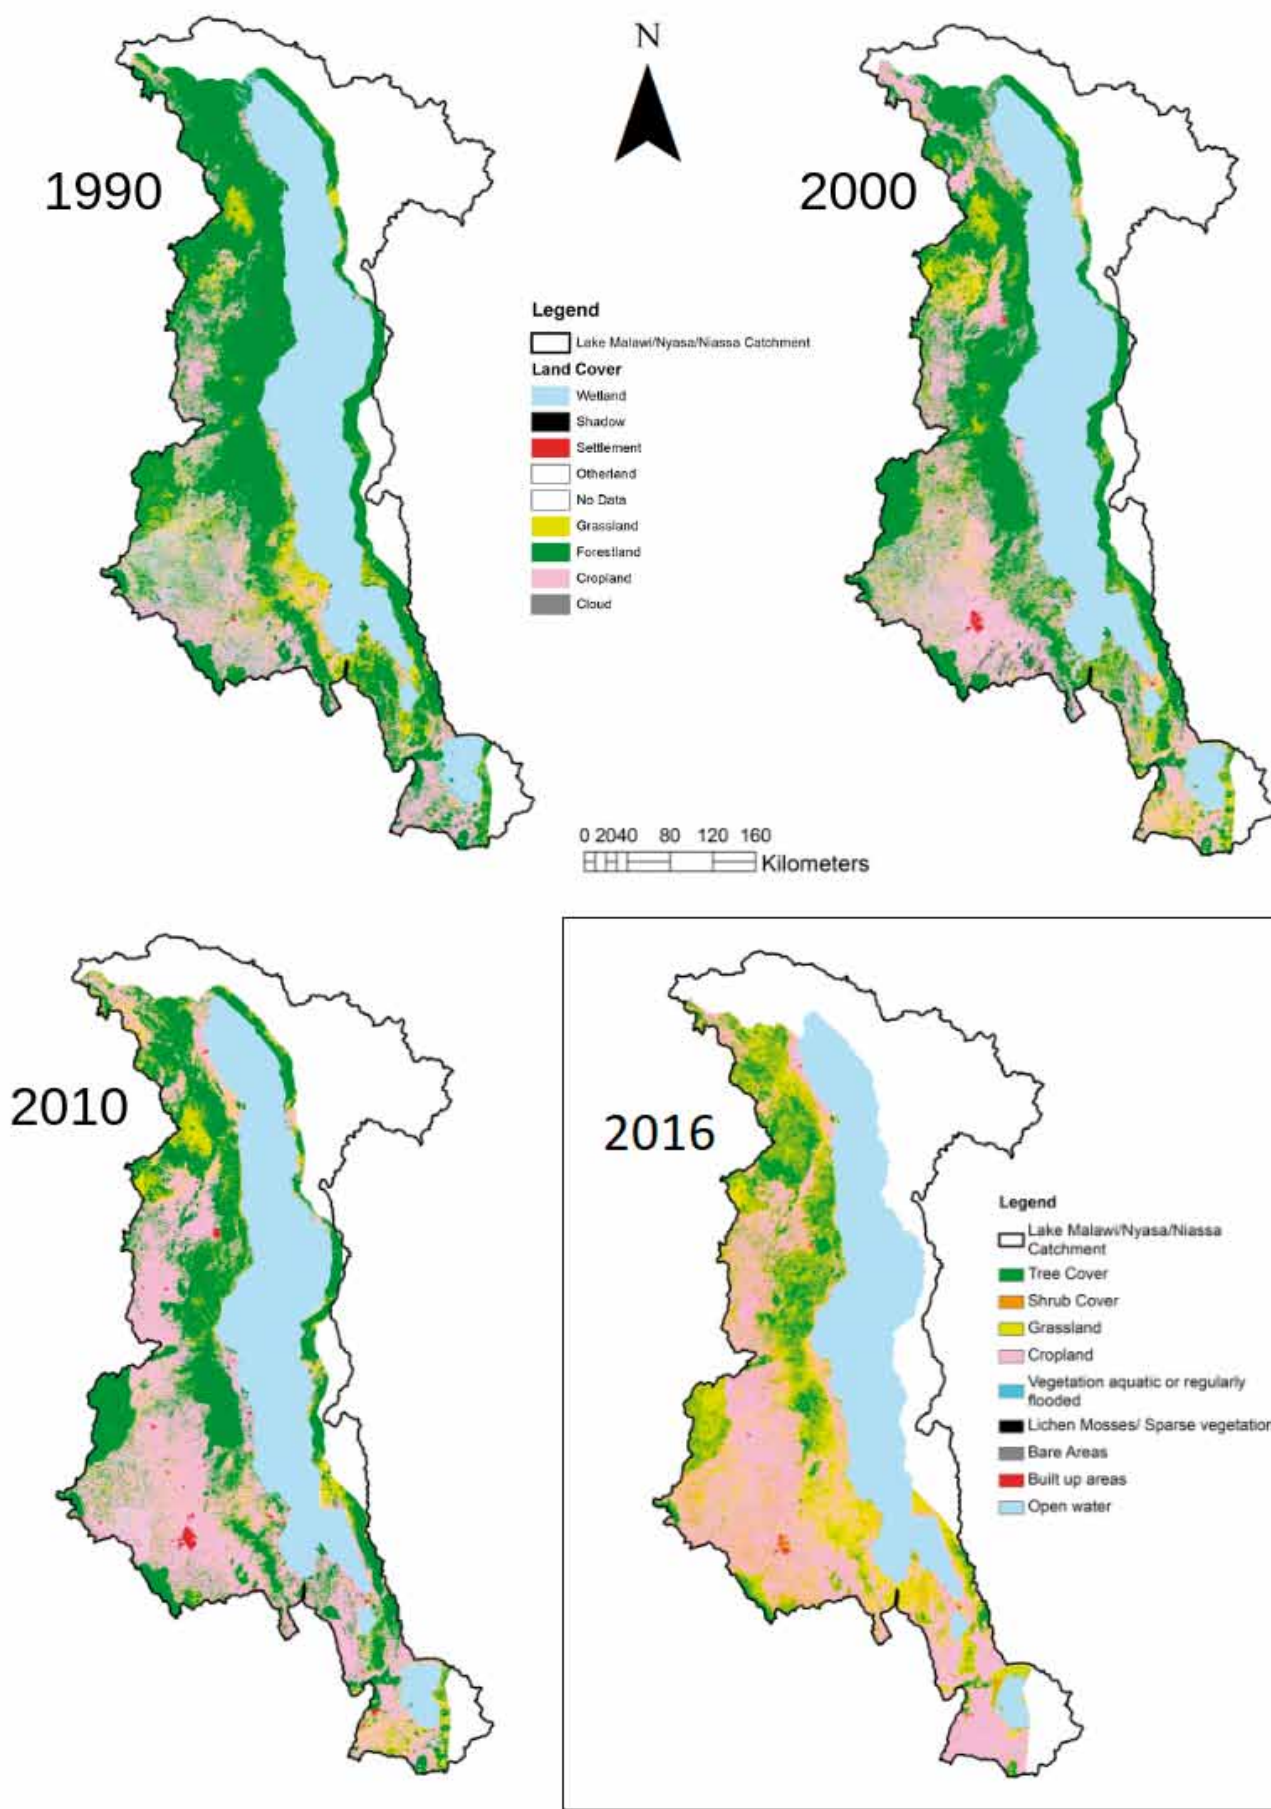 N
1990
2000
Legend
Lake Malawi/Nyasa/Niassa Catchment
Land Cover
Wetland
Shadow
Settlement
Otherland
No Data
Grassland
Forestland
Cropland
Cloud
0 2040 80 120 160
Kilometers
2010
2016
Legend
Lake Malawi/Nyasa/Niassa
Catchment
Tree Cover
Shrub Cover
Grassland
Cropland
Vegetation aquatic or regularly
flooded
Lichen Mosses/ Sparse vegetation
Bare Areas
Built up areas
Open water